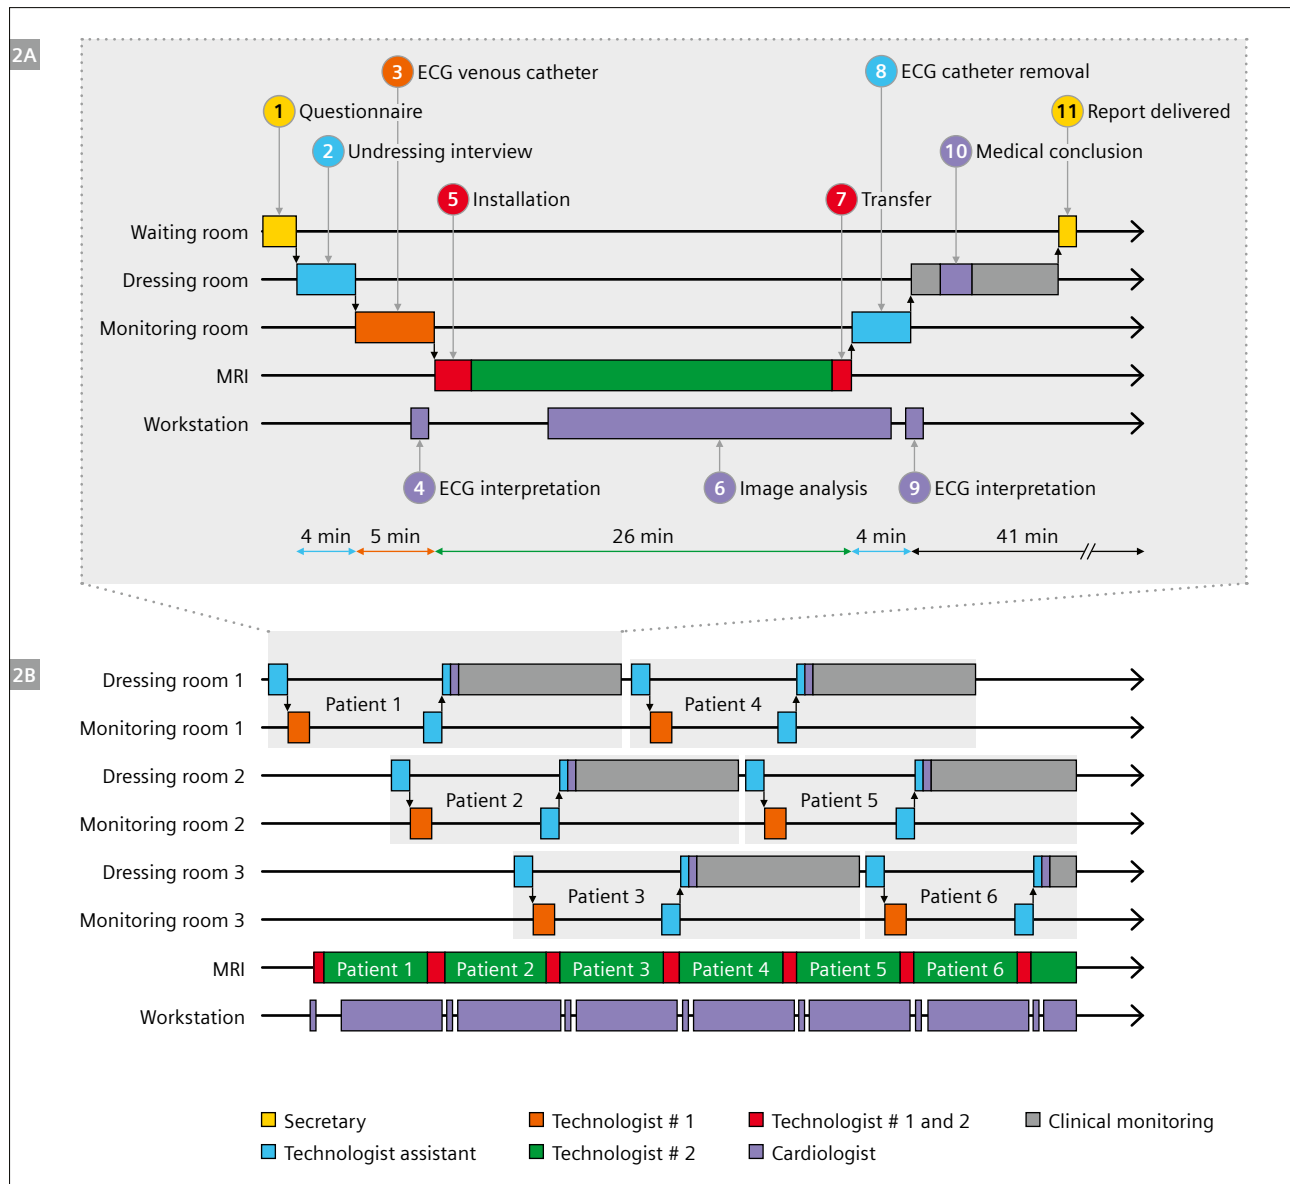 2A
3 ECG venous catheter
8 ECG catheter removal
1 Questionnaire
11 Report delivered
2 Undressing interview
10 Medical conclusion
5 Installation
7 Transfer
Waiting room
Dressing room
Monitoring room
MRI
Workstation
4 ECG interpretation
6 Image analysis
9 ECG interpretation
4 min 5 min 26 min 4 min 41 min
2B
Dressing room 1
Patient 1 Patient 4
Monitoring room 1
Dressing room 2
Patient 2 Patient 5
Monitoring room 2
Dressing room 3
Patient 3 Patient 6
Monitoring room 3
MRI Patient 1 Patient 2 Patient 3 Patient 4 Patient 5 Patient 6
Workstation
Secretary Technologist # 1 Technologist # 1 and 2 Clinical monitoring
Technologist assistant Technologist # 2 Cardiologist